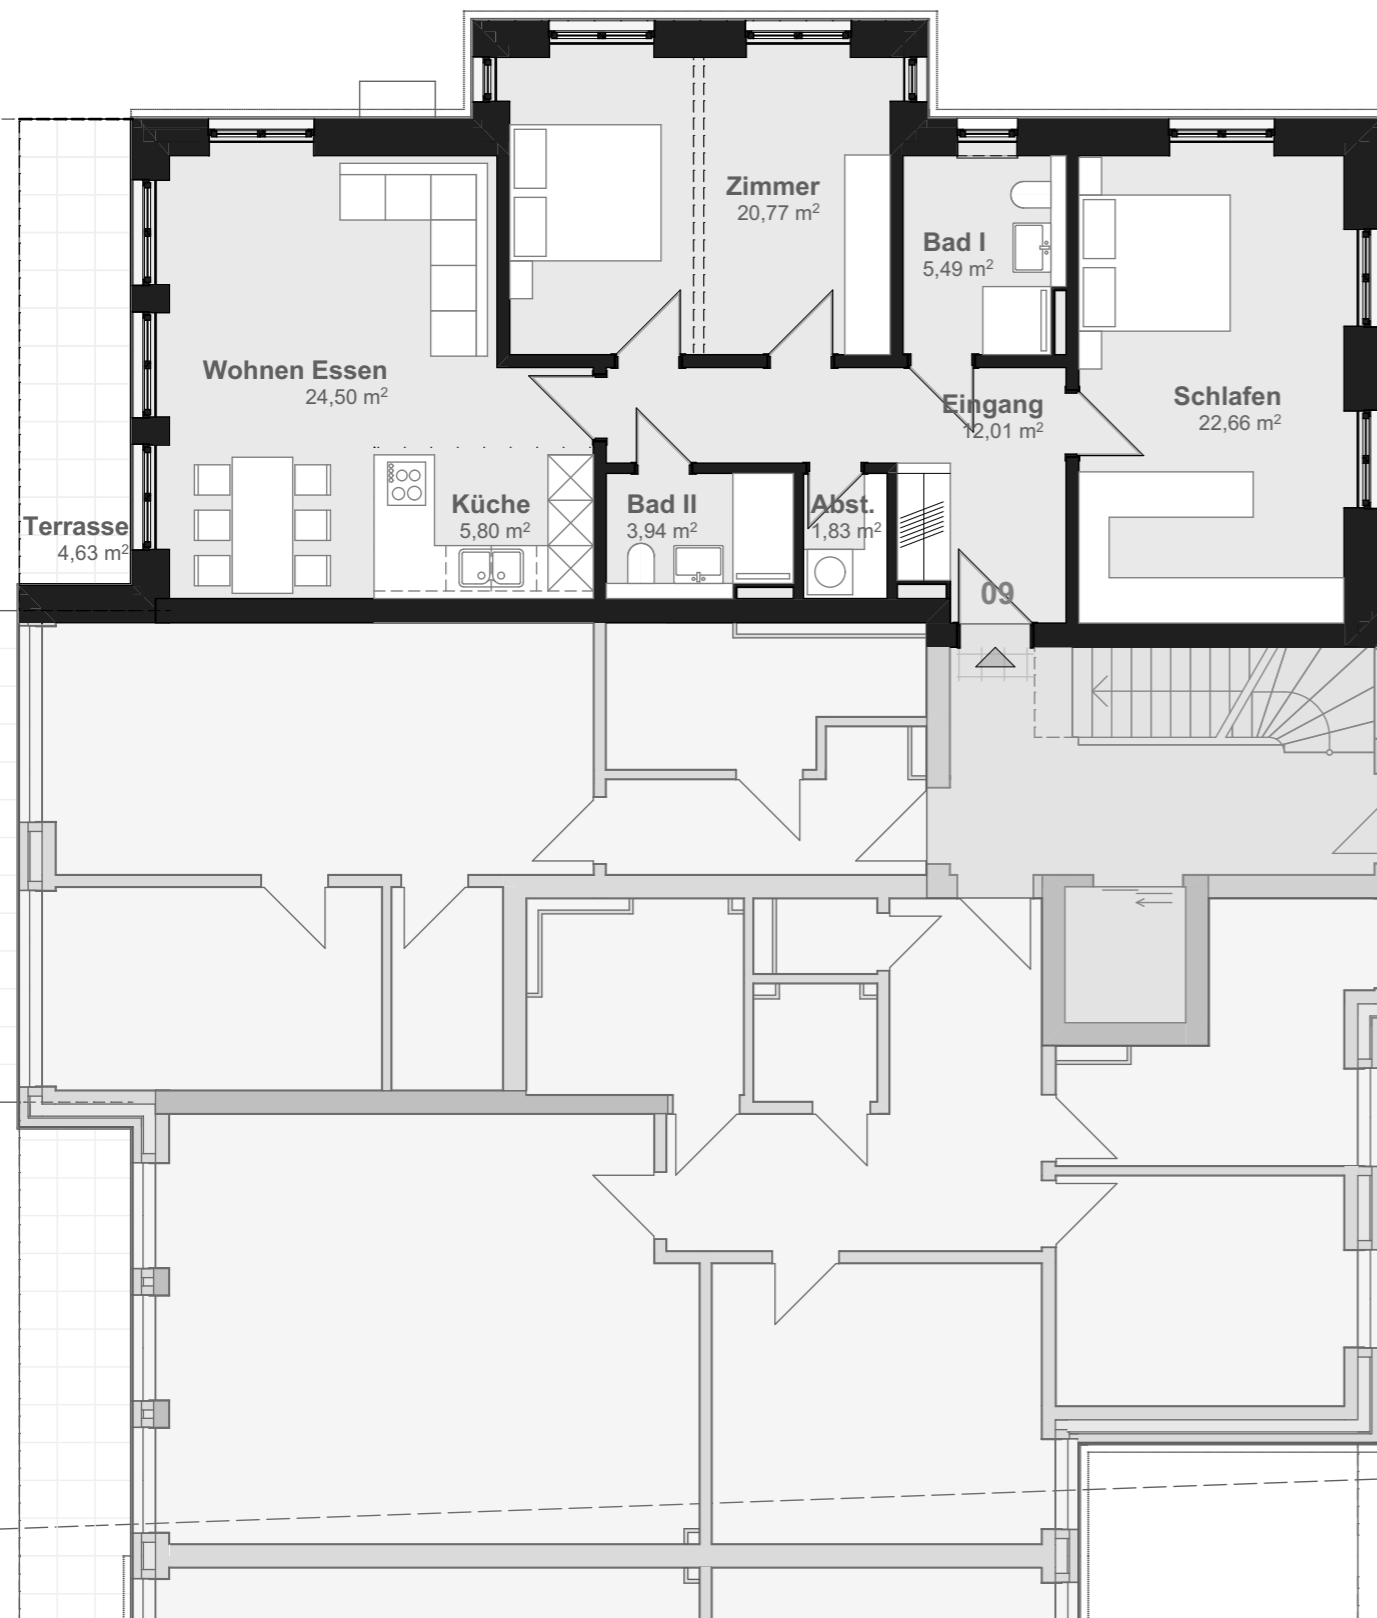 Zimmer
20,77 m²
Bad I
5,49 m²
Wohnen Essen
24,50 m²
Eingang
12,01 m²
Schlafen
22,66 m²
Küche
5,80 m²
Bad II
3,94 m²
Abst.
1,83 m²
Terrasse
4,63 m²
09